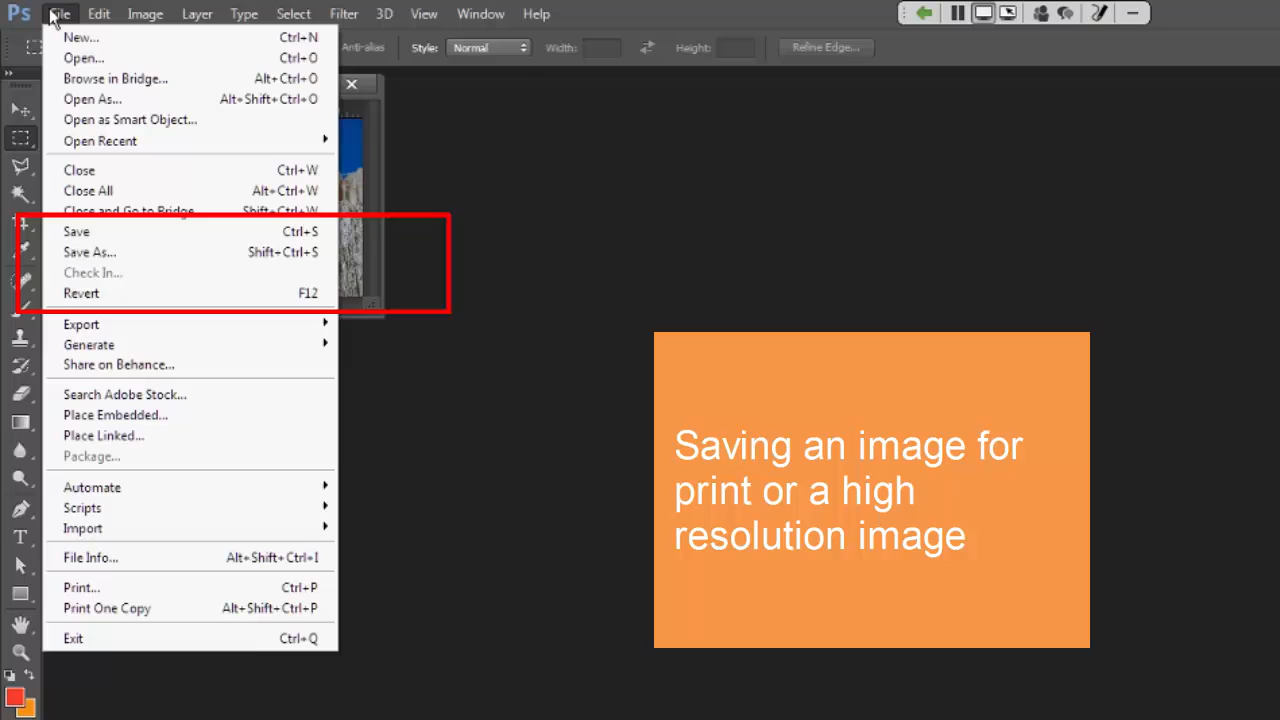 Ps File Edit Image Layer Type Select Filter 3D View Window Help
Anti-alias Style: Normal Width: Height: Refine Edge...
New... Ctrl+N
Open... Ctrl+O
Browse in Bridge... Alt+Ctrl+O
Open As... Alt+Shift+Ctrl+O
Open as Smart Object...
Open Recent
Close Ctrl+W
Close All Alt+Ctrl+W
Close and Go to Bridge... Shift+Ctrl+W
Save Ctrl+S
Save As... Shift+Ctrl+S
Check In...
Revert F12
Export
Generate
Share on Behance...
Search Adobe Stock...
Place Embedded...
Place Linked...
Package...
Automate
Scripts
Import
File Info... Alt+Shift+Ctrl+I
Print... Ctrl+P
Print One Copy Alt+Shift+Ctrl+P
Exit Ctrl+Q
Saving an image for
print or a high
resolution image